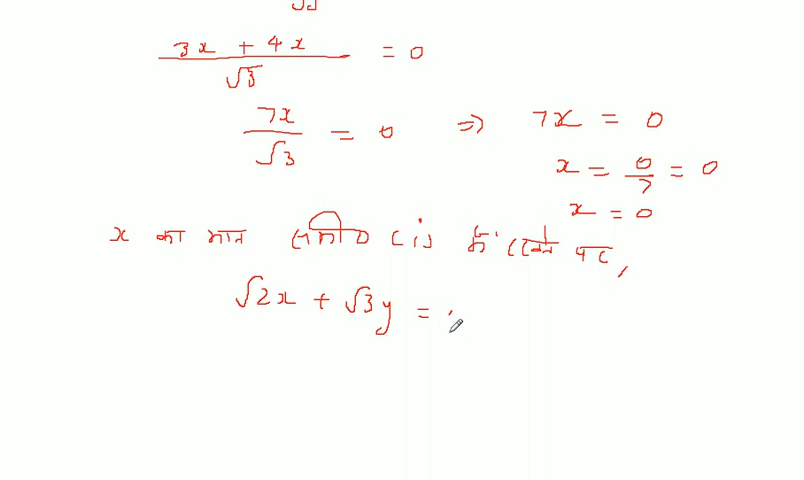 3x + 4x / √3 = 0
7x / √3 = 0 ⇒ 7x = 0
x = 0/7 = 0
x = 0
x का मान समी० (i) में रखने पर,
√2x + √3y =